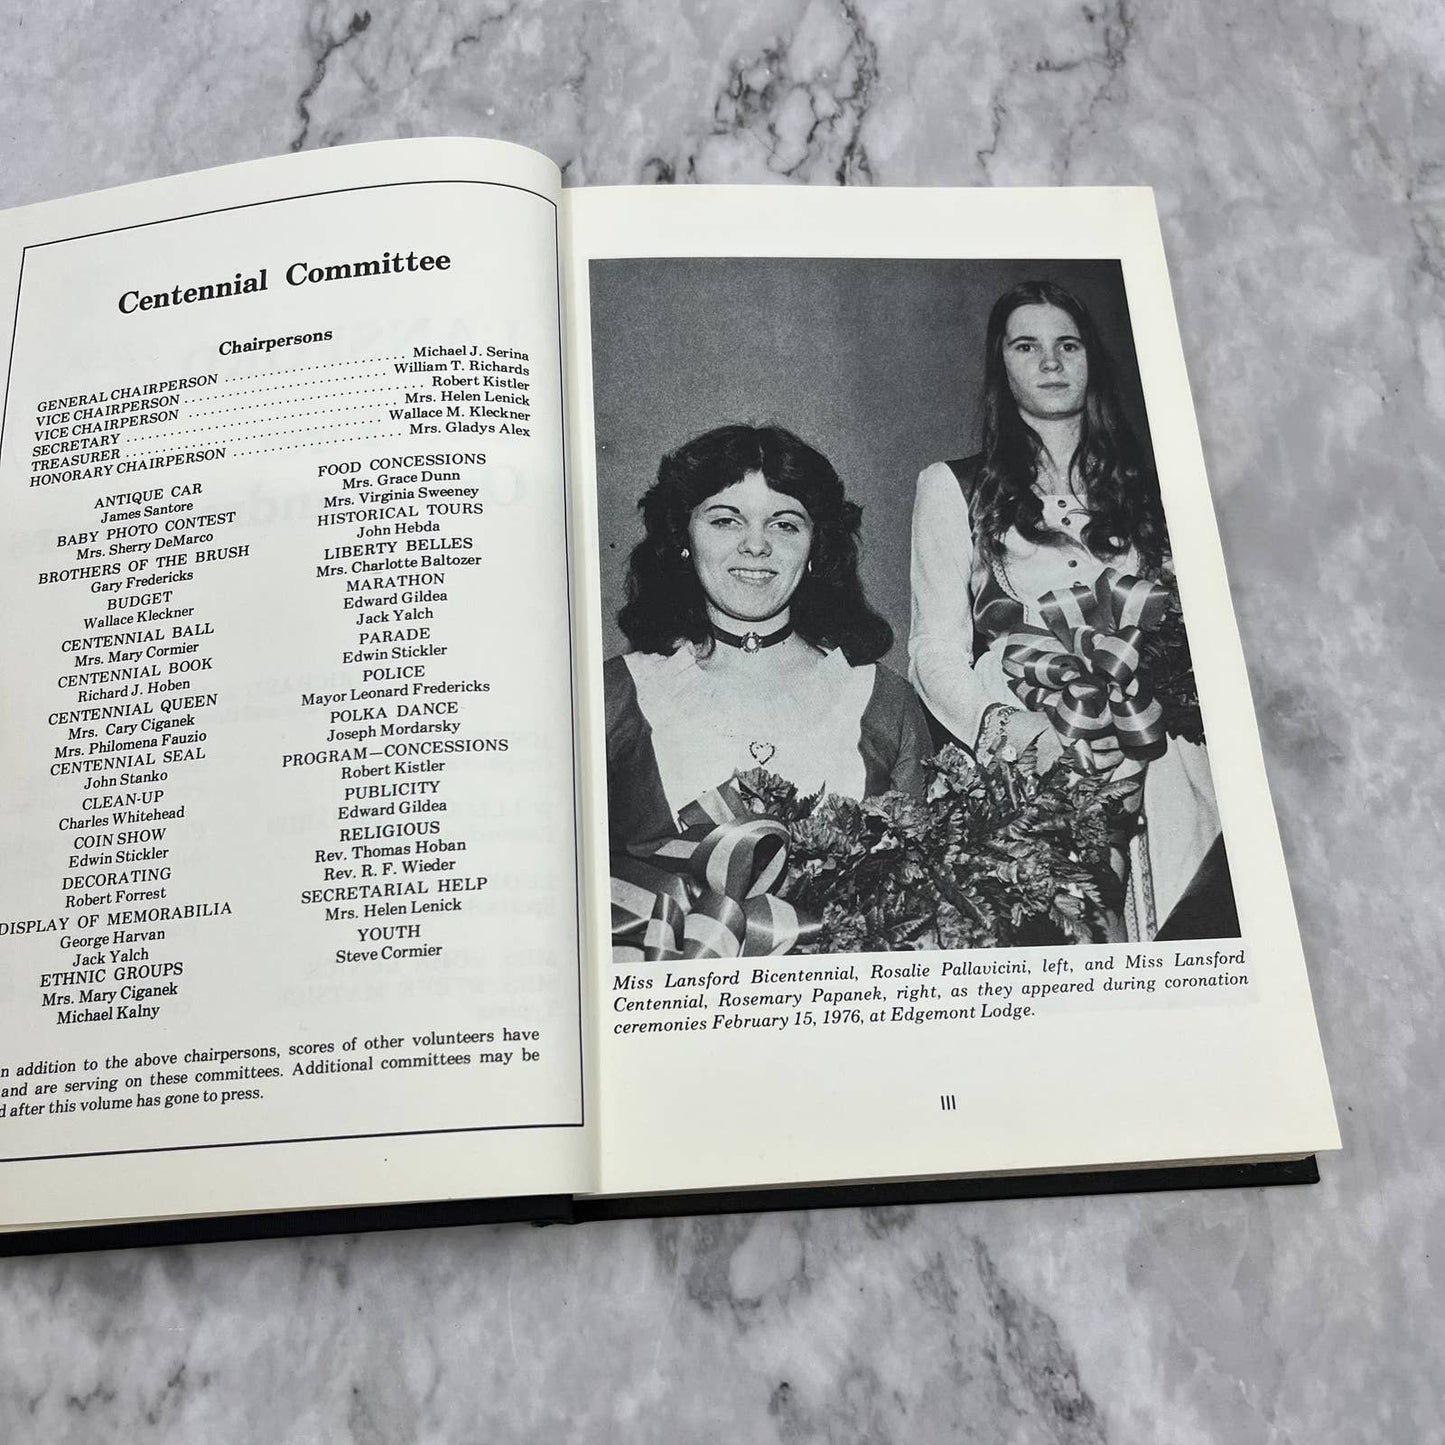 Centennial Committee
Chairpersons
GENERAL CHAIRPERSON .......................... Michael J. Serina
VICE CHAIRPERSON .......................... William T. Richards
VICE CHAIRPERSON .......................... Robert Kistler
SECRETARY .......................... Mrs. Helen Lenick
TREASURER .......................... Wallace M. Kleckner
HONORARY CHAIRPERSON .......................... Mrs. Gladys Alex
ANTIQUE CAR
James Santore
BABY PHOTO CONTEST
Mrs. Sherry DeMarco
BROTHERS OF THE BRUSH
Gary Fredericks
BUDGET
Wallace Kleckner
CENTENNIAL BALL
Mrs. Mary Cormier
CENTENNIAL BOOK
Richard J. Hoben
CENTENNIAL QUEEN
Mrs. Cary Ciganek
Mrs. Philomena Fauzio
CENTENNIAL SEAL
John Stanko
CLEAN-UP
Charles Whitehead
COIN SHOW
Edwin Stickler
DECORATING
Robert Forrest
DISPLAY OF MEMORABILIA
George Harvan
Jack Yalch
ETHNIC GROUPS
Mrs. Mary Ciganek
Michael Kalny
FOOD CONCESSIONS
Mrs. Grace Dunn
Mrs. Virginia Sweeney
HISTORICAL TOURS
John Hebda
LIBERTY BELLES
Mrs. Charlotte Baltozer
MARATHON
Edward Gildea
Jack Yalch
PARADE
Edwin Stickler
POLICE
Mayor Leonard Fredericks
POLKA DANCE
Joseph Mordarsky
PROGRAM—CONCESSIONS
Robert Kistler
PUBLICITY
Edward Gildea
RELIGIOUS
Rev. Thomas Hoban
Rev. R. F. Wieder
SECRETARIAL HELP
Mrs. Helen Lenick
YOUTH
Steve Cormier
n addition to the above chairpersons, scores of other volunteers have
and are serving on these committees. Additional committees may be
d after this volume has gone to press.
Miss Lansford Bicentennial, Rosalie Pallavicini, left, and Miss Lansford
Centennial, Rosemary Papanek, right, as they appeared during coronation
ceremonies February 15, 1976, at Edgemont Lodge.
III